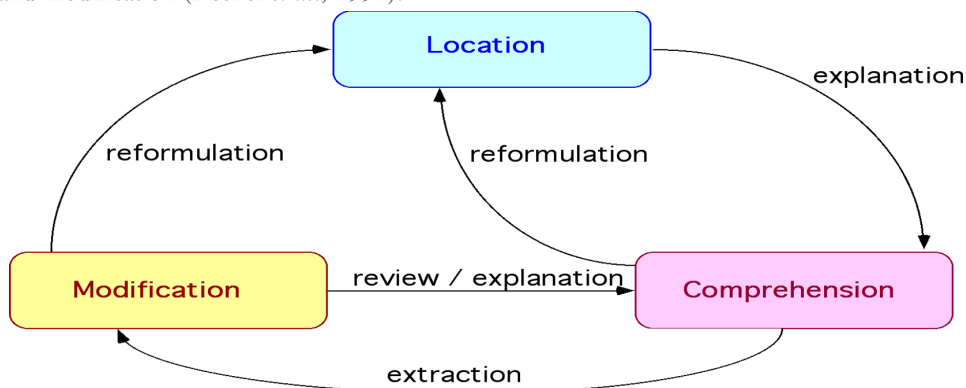 Location
explanation
reformulation
reformulation
Modification
review / explanation
Comprehension
extraction